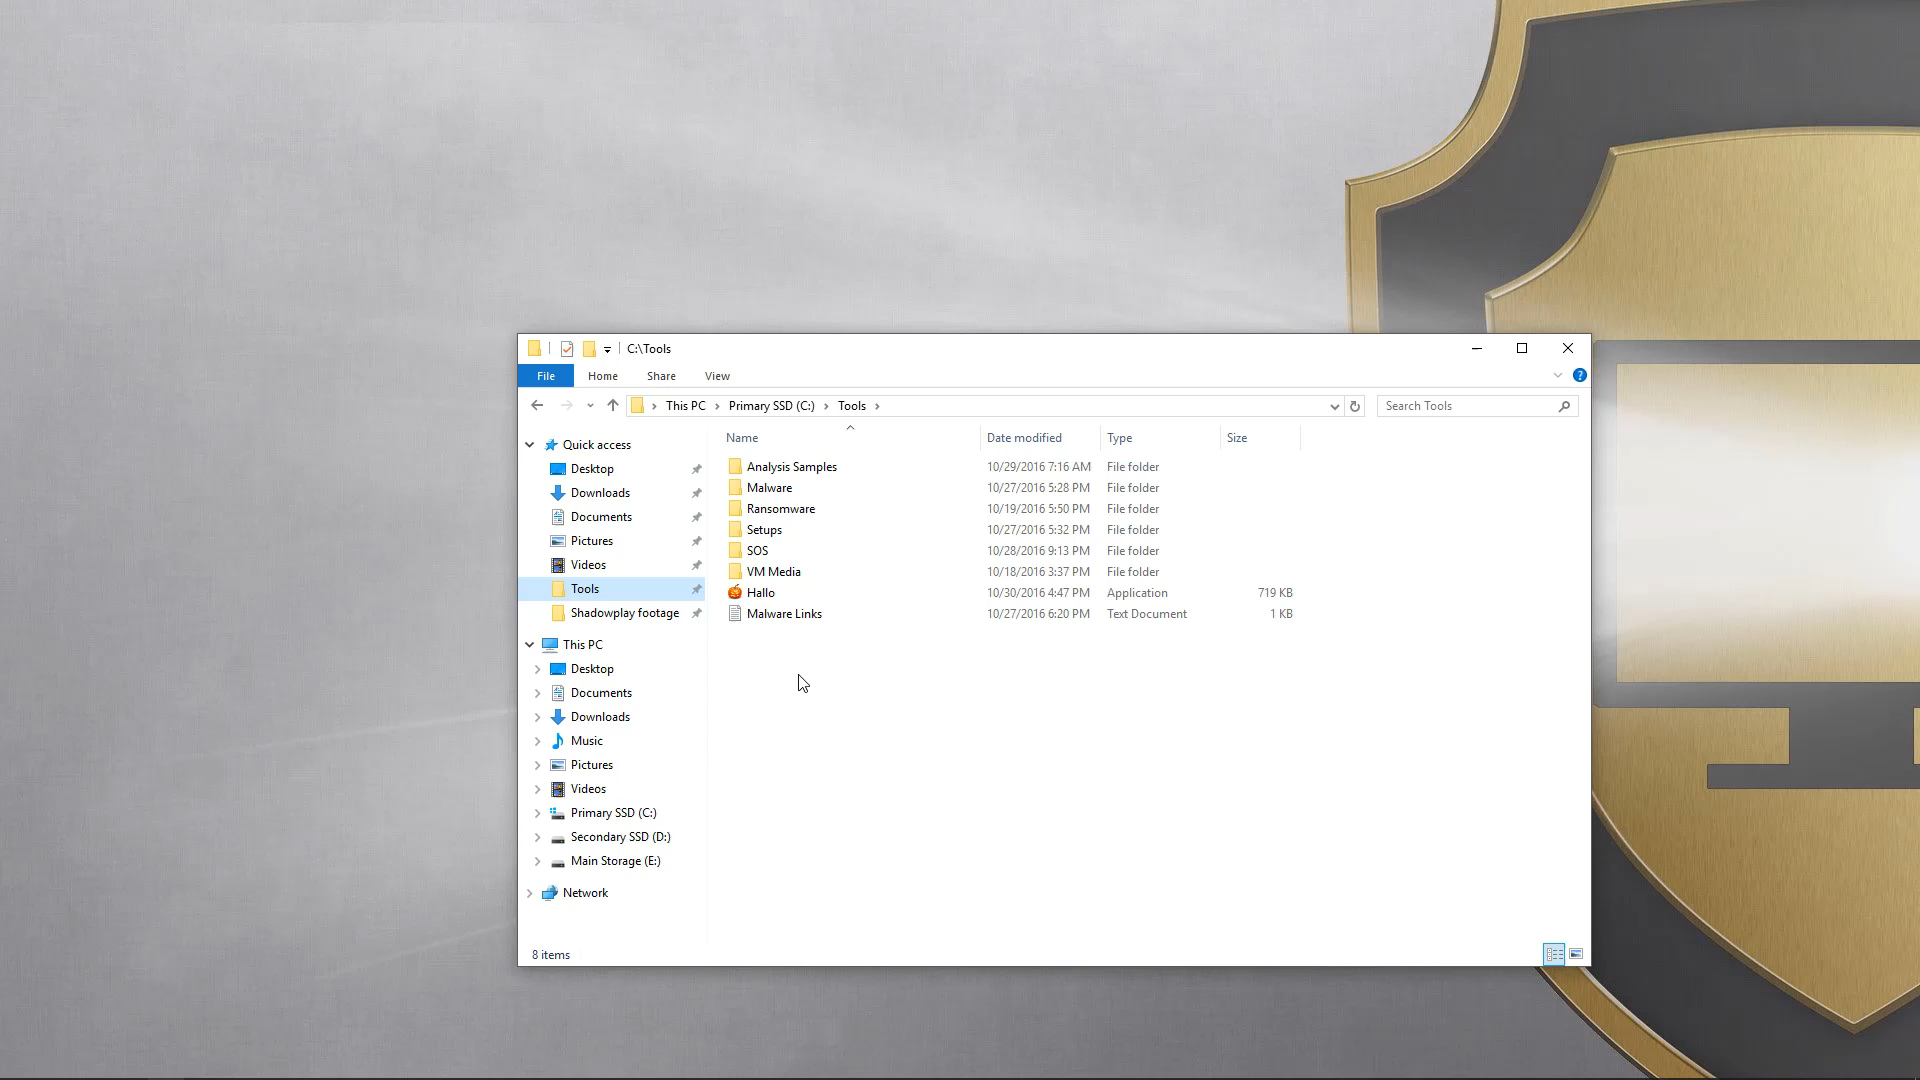 C:\Tools
File Home Share View
This PC Primary SSD (C:) Tools
Search Tools
Name Date modified Type Size
Quick access
Desktop
Downloads
Documents
Pictures
Videos
Tools
Shadowplay footage
This PC
Desktop
Documents
Downloads
Music
Pictures
Videos
Primary SSD (C:)
Secondary SSD (D:)
Main Storage (E:)
Network
Analysis Samples 10/29/2016 7:16 AM File folder
Malware 10/27/2016 5:28 PM File folder
Ransomware 10/19/2016 5:50 PM File folder
Setups 10/27/2016 5:32 PM File folder
SOS 10/28/2016 9:13 PM File folder
VM Media 10/18/2016 3:37 PM File folder
Hallo 10/30/2016 4:47 PM Application 719 KB
Malware Links 10/27/2016 6:20 PM Text Document 1 KB
8 items